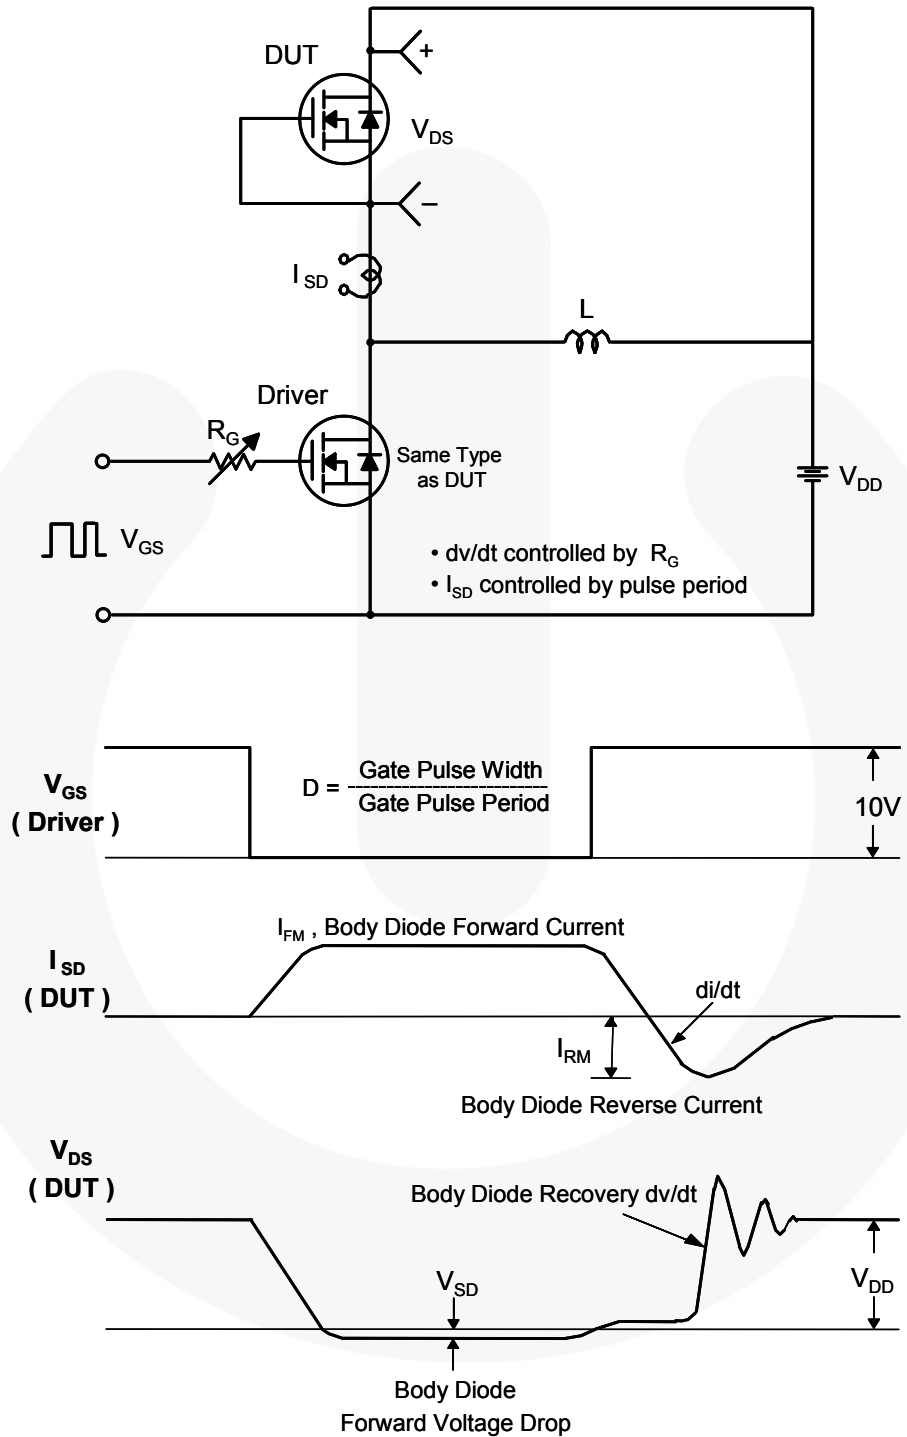 DUT
+
V_DS
−
I_SD
L
Driver
R_G
Same Type
as DUT
V_DD
V_GS
• dv/dt controlled by R_G
• I_SD controlled by pulse period
V_GS
( Driver )
D = Gate Pulse Width
Gate Pulse Period
10V
I_FM , Body Diode Forward Current
I_SD
( DUT )
di/dt
I_RM
Body Diode Reverse Current
V_DS
( DUT )
Body Diode Recovery dv/dt
V_SD
V_DD
Body Diode
Forward Voltage Drop